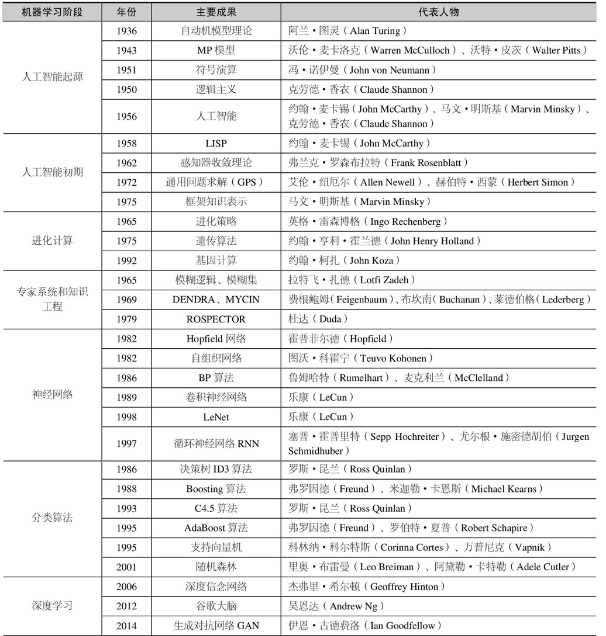 机器学习阶段 年份 主要成果 代表人物
人工智能起源 1936 自动机模型理论 阿兰·图灵（Alan Turing）
1943 MP 模型 沃伦·麦卡洛克（Warren McCulloch）、沃特·皮茨（Walter Pitts）
1951 符号演算 冯·诺伊曼（John von Neumann）
1950 逻辑主义 克劳德·香农（Claude Shannon）
1956 人工智能 约翰·麦卡锡（John McCarthy）、马文·明斯基（Marvin Minsky）、
克劳德·香农（Claude Shannon）
人工智能初期 1958 LISP 约翰·麦卡锡（John McCarthy）
1962 感知器收敛理论 弗兰克·罗森布拉特（Frank Rosenblatt）
1972 通用问题求解（GPS） 艾伦·纽厄尔（Allen Newell）、赫伯特·西蒙（Herbert Simon）
1975 框架知识表示 马文·明斯基（Marvin Minsky）
进化计算 1965 进化策略 英格·雷森博格（Ingo Rechenberg）
1975 遗传算法 约翰·亨利·霍兰德（John Henry Holland）
1992 基因计算 约翰·柯扎（John Koza）
专家系统和知识
工程 1965 模糊逻辑、模糊集 拉特飞·扎德（Lotfi Zadeh）
1969 DENDRA、MYCIN 费根鲍姆（Feigenbaum）、布坎南（Buchanan）、莱德伯格（Lederberg）
1979 ROSPECTOR 杜达（Duda）
神经网络 1982 Hopfield 网络 霍普菲尔德（Hopfield）
1982 自组织网络 图沃·科霍宁（Teuvo Kohonen）
1986 BP 算法 鲁姆哈特（Rumelhart）、麦克利兰（McClelland）
1989 卷积神经网络 乐康（LeCun）
1998 LeNet 乐康（LeCun）
1997 循环神经网络 RNN 塞普·霍普里特（Sepp Hochreiter）、尤尔根·施密德胡伯（Jurgen
Schmidhuber）
分类算法 1986 决策树 ID3 算法 罗斯·昆兰（Ross Quinlan）
1988 Boosting 算法 弗罗因德（Freund）、米迦勒·卡恩斯（Michael Kearns）
1993 C4.5 算法 罗斯·昆兰（Ross Quinlan）
1995 AdaBoost 算法 弗罗因德（Freund）、罗伯特·夏普（Robert Schapire）
1995 支持向量机 科林纳·科尔特斯（Corinna Cortes）、万普尼克（Vapnik）
2001 随机森林 里奥·布雷曼（Leo Breiman）、阿黛勒·卡特勒（Adele Cutler）
深度学习 2006 深度信念网络 杰弗里·希尔顿（Geoffrey Hinton）
2012 谷歌大脑 吴恩达（Andrew Ng）
2014 生成对抗网络 GAN 伊恩·古德费洛（Ian Goodfellow）